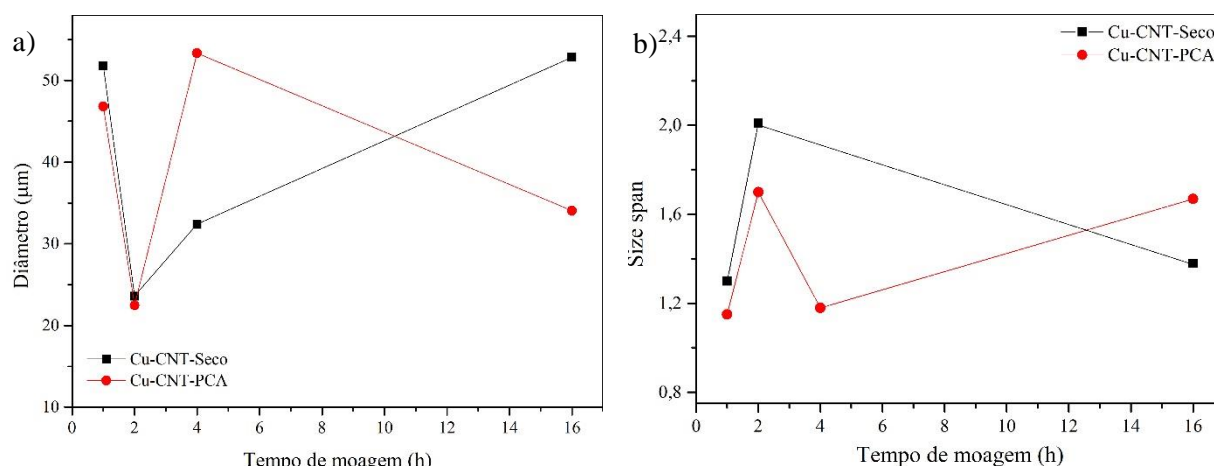 a)
50
40
30
20
10
Diâmetro (µm)
Cu-CNT-Seco
Cu-CNT-PCA
0 2 4 6 8 10 12 14 16
Tempo de moagem (h)
b)
2,4
2,0
1,6
1,2
0,8
Size span
Cu-CNT-Seco
Cu-CNT-PCA
0 2 4 6 8 10 12 14 16
Tempo de moagem (h)